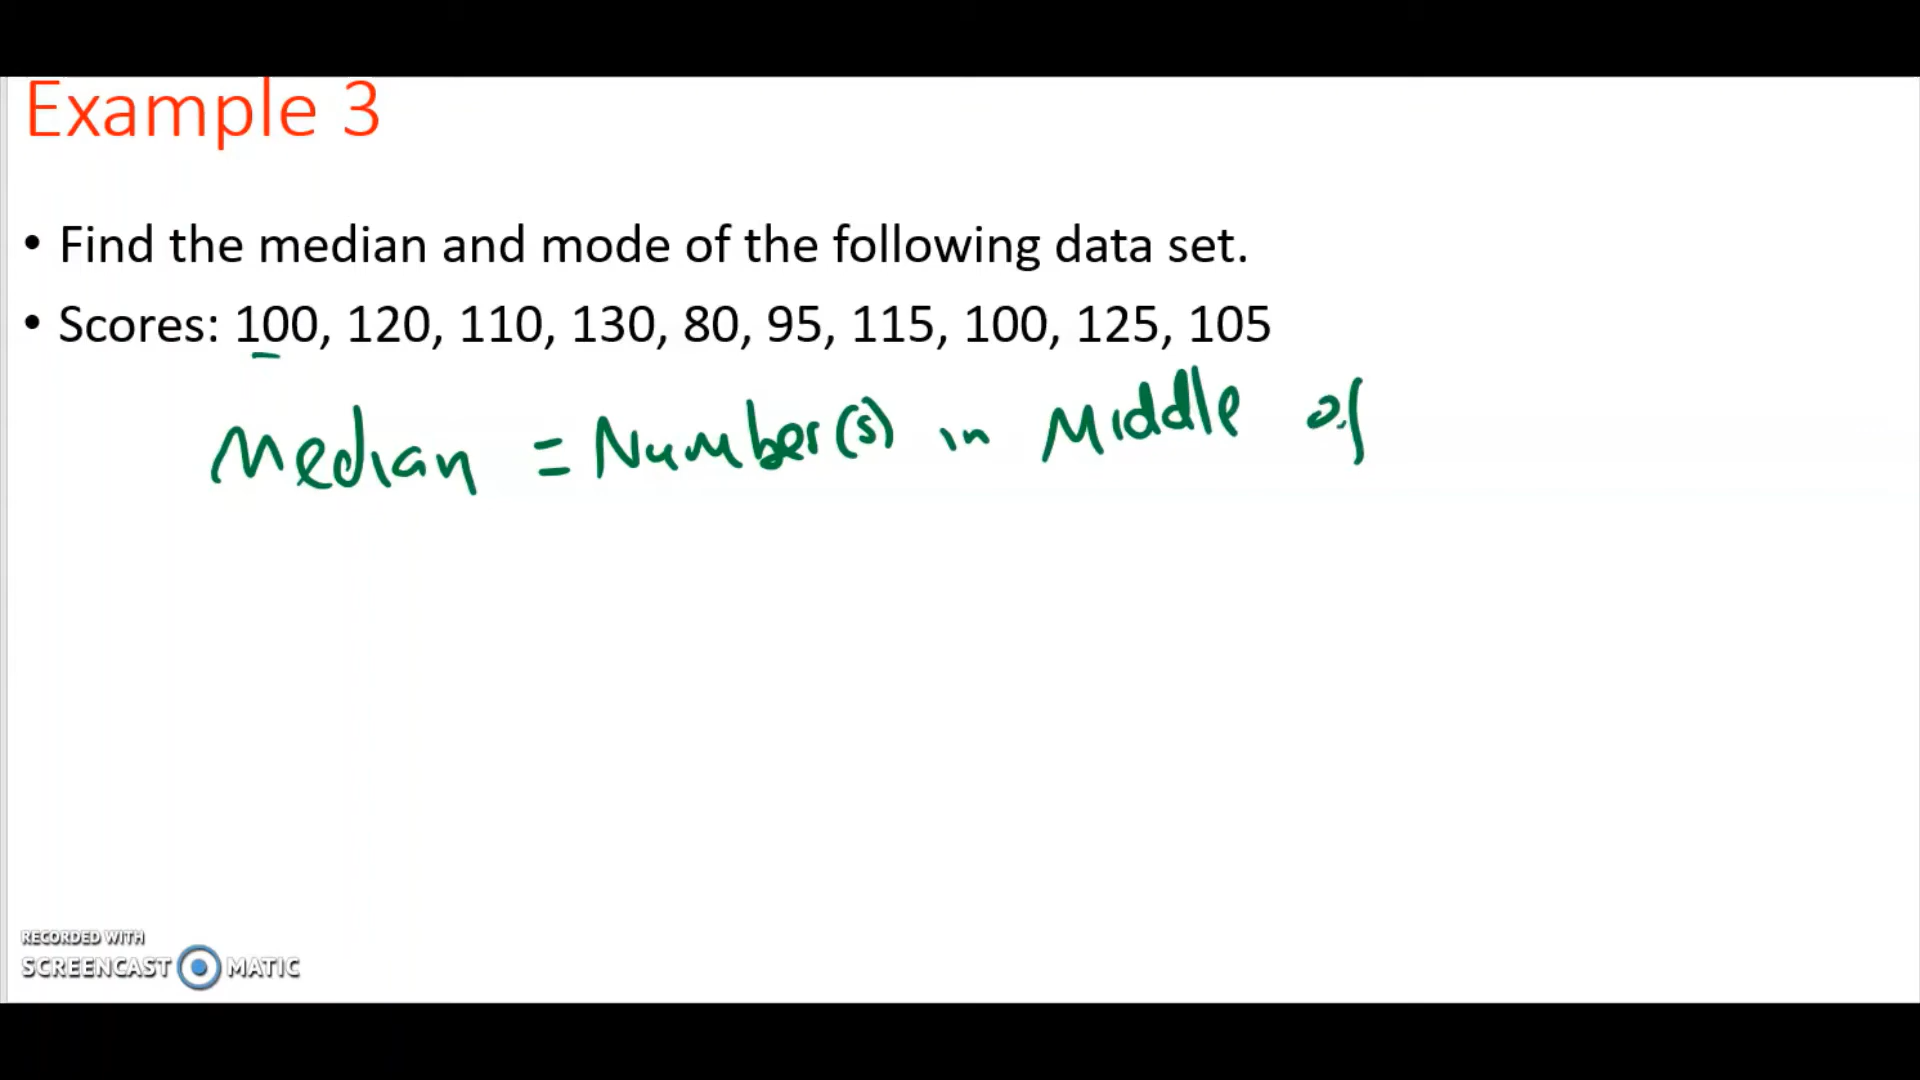 Example 3
• Find the median and mode of the following data set.
• Scores: 100, 120, 110, 130, 80, 95, 115, 100, 125, 105
Median = Number(s) in Middle of
RECORDED WITH
SCREENCAST MATIC